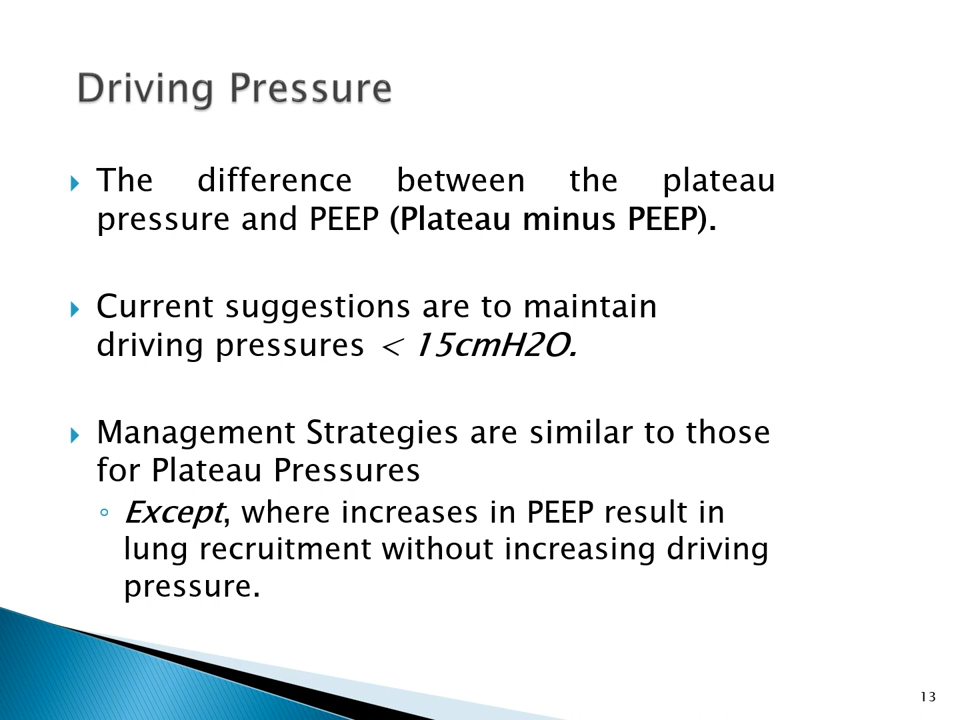 Driving Pressure
The difference between the plateau
pressure and PEEP (Plateau minus PEEP).
Current suggestions are to maintain
driving pressures < 15cmH2O.
Management Strategies are similar to those
for Plateau Pressures
Except, where increases in PEEP result in
lung recruitment without increasing driving
pressure.
13